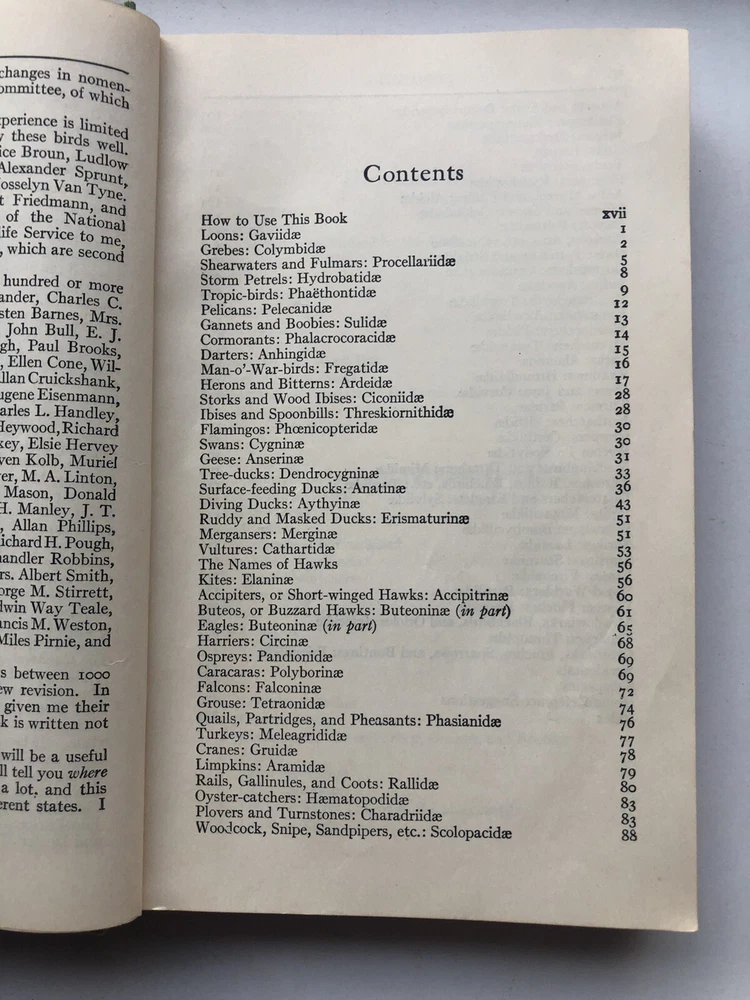 changes in nomen-
ommittee, of which
perience is limited
these birds well.
ice Broun, Ludlow
Alexander Sprunt,
osselyn Van Tyne.
t Friedmann, and
of the National
ife Service to me,
, which are second
hundred or more
ander, Charles C.
sten Barnes, Mrs.
John Bull, E. J.
gh, Paul Brooks,
, Ellen Cone, Wil-
llan Cruickshank,
ugene Eisenmann,
arles L. Handley,
Heywood, Richard
key, Elsie Hervey
ven Kolb, Muriel
er, M. A. Linton,
Mason, Donald
H. Manley, J. T.
, Allan Phillips,
ichard H. Pough,
handler Robbins,
rs. Albert Smith,
orge M. Stirrett,
dwin Way Teale,
ancis M. Weston,
Miles Pirnie, and
s between 1000
ew revision. In
given me their
k is written not
will be a useful
ll tell you where
a lot, and this
erent states. I
Contents
How to Use This Book xvii
Loons: Gaviidæ 1
Grebes: Colymbidæ 2
Shearwaters and Fulmars: Procellariidæ 5
Storm Petrels: Hydrobatidæ 8
Tropic-birds: Phaëthontidæ 9
Pelicans: Pelecanidæ 12
Gannets and Boobies: Sulidæ 13
Cormorants: Phalacrocoracidæ 14
Darters: Anhingidæ 15
Man-o'-War-birds: Fregatidæ 16
Herons and Bitterns: Ardeidæ 17
Storks and Wood Ibises: Ciconiidæ 28
Ibises and Spoonbills: Threskiornithidæ 28
Flamingos: Phœnicopteridæ 30
Swans: Cygninæ 30
Geese: Anserinæ 31
Tree-ducks: Dendrocygninæ 33
Surface-feeding Ducks: Anatinæ 36
Diving Ducks: Aythyinæ 43
Ruddy and Masked Ducks: Erismaturinæ 51
Mergansers: Merginæ 51
Vultures: Cathartidæ 53
The Names of Hawks 56
Kites: Elaninæ 56
Accipiters, or Short-winged Hawks: Accipitrinæ 60
Buteos, or Buzzard Hawks: Buteoninæ (in part) 61
Eagles: Buteoninæ (in part) 65
Harriers: Circinæ 68
Ospreys: Pandionidæ 69
Caracaras: Polyborinæ 69
Falcons: Falconinæ 72
Grouse: Tetraonidæ 74
Quails, Partridges, and Pheasants: Phasianidæ 76
Turkeys: Meleagrididæ 77
Cranes: Gruidæ 78
Limpkins: Aramidæ 79
Rails, Gallinules, and Coots: Rallidæ 80
Oyster-catchers: Hæmatopodidæ 83
Plovers and Turnstones: Charadriidæ 83
Woodcock, Snipe, Sandpipers, etc.: Scolopacidæ 88